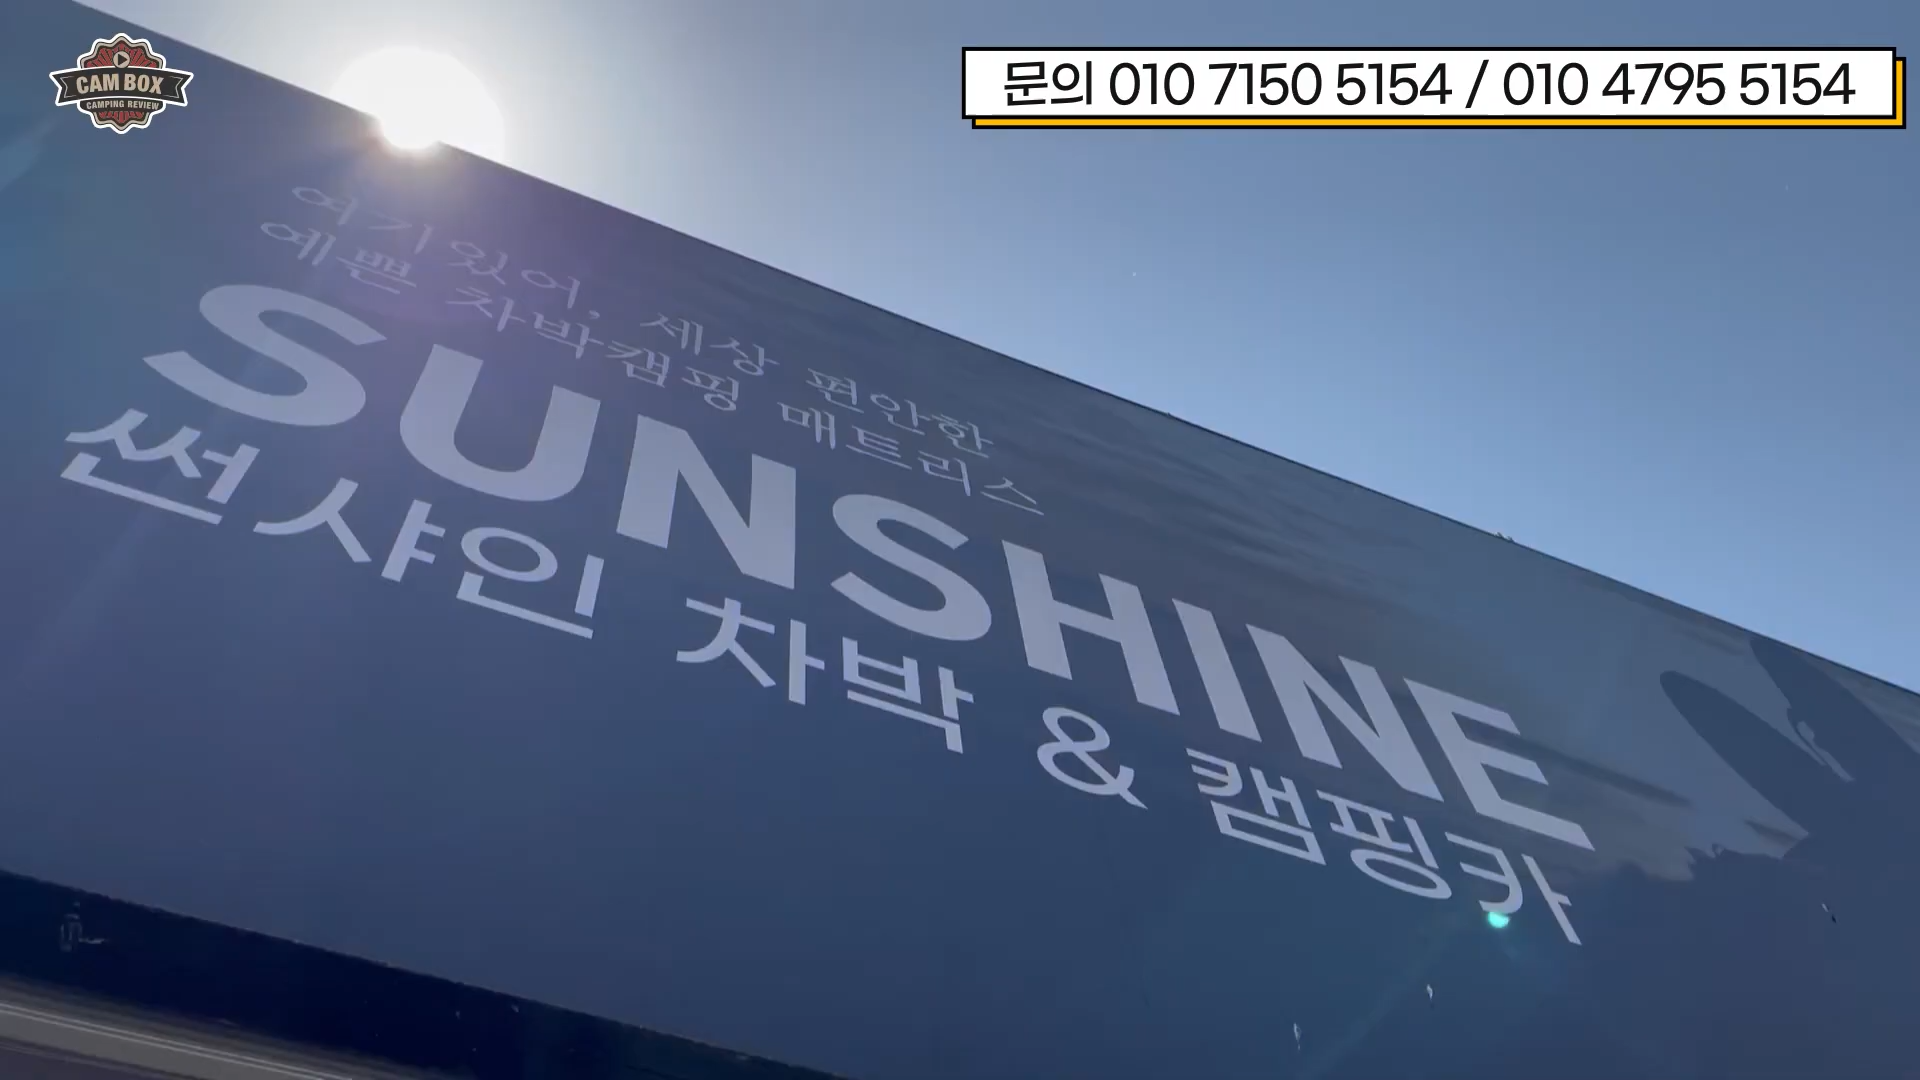 CAM BOX
CAMPING REVIEW
문의 010 7150 5154 / 010 4795 5154
여기 있어, 세상 편안한
예쁜 차박캠핑 매트리스
SUNSHINE
썬샤인 차박 & 캠핑카